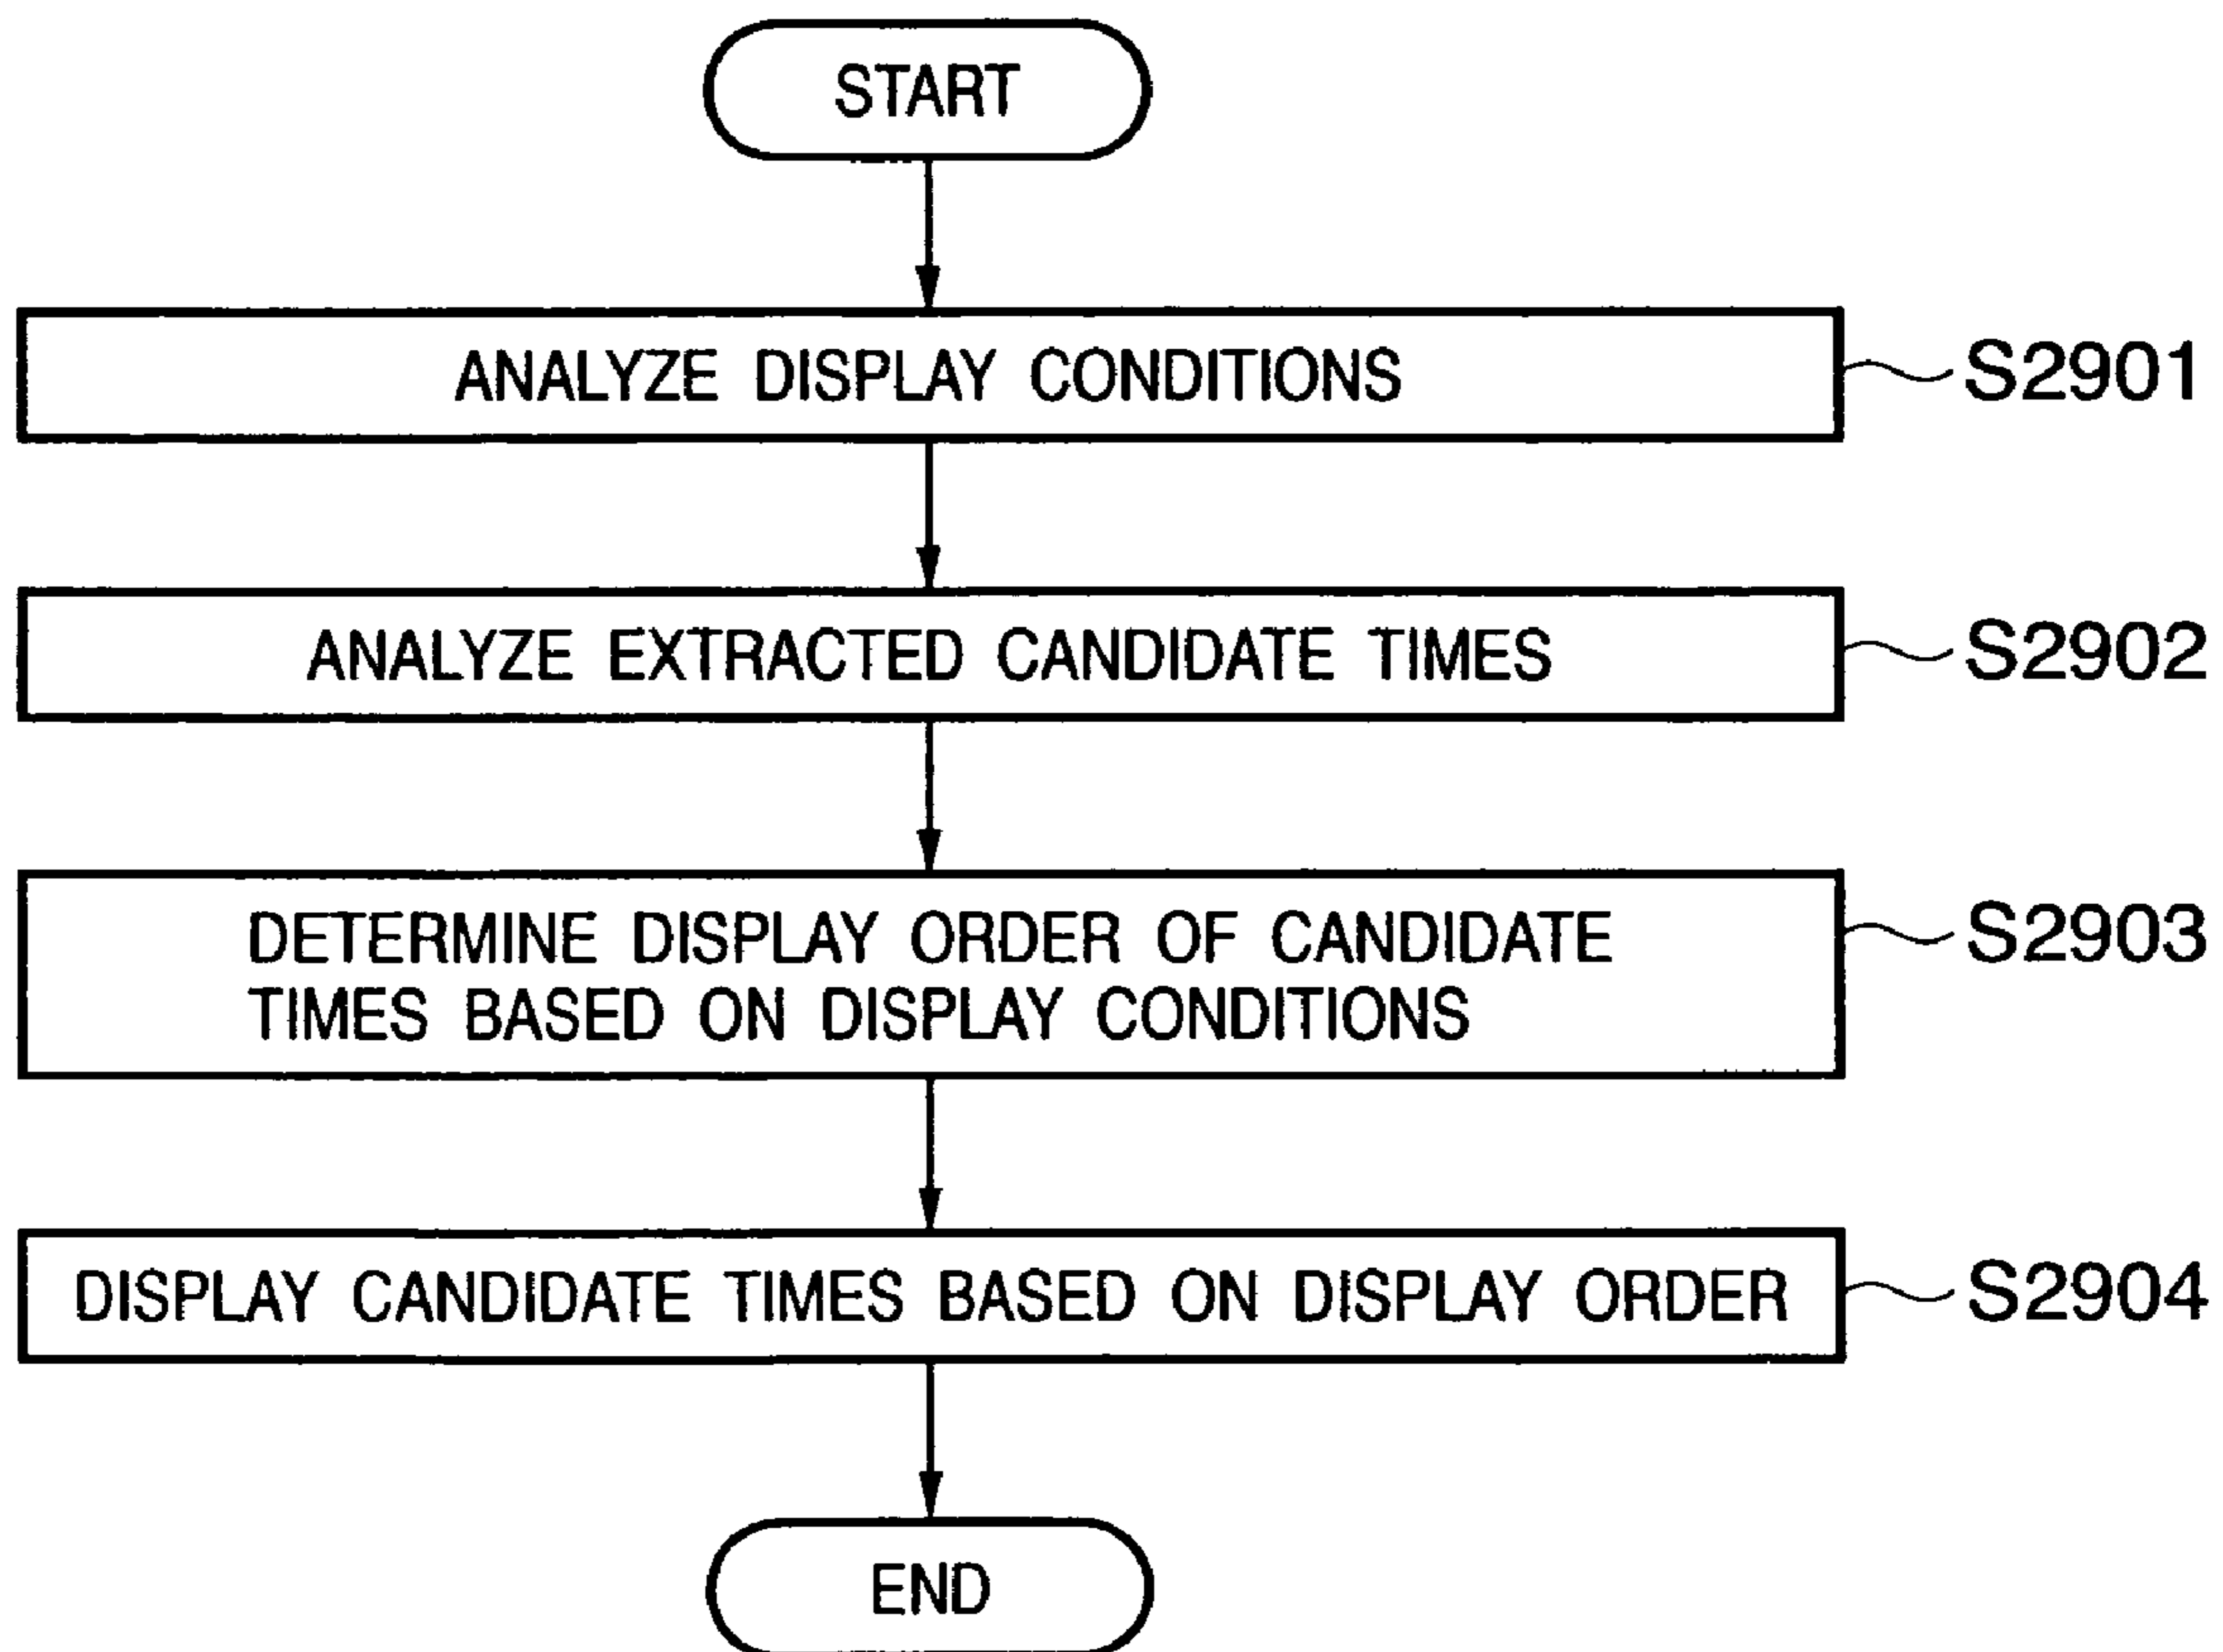 START
ANALYZE DISPLAY CONDITIONS
S2901
ANALYZE EXTRACTED CANDIDATE TIMES
S2902
DETERMINE DISPLAY ORDER OF CANDIDATE
TIMES BASED ON DISPLAY CONDITIONS
S2903
DISPLAY CANDIDATE TIMES BASED ON DISPLAY ORDER
S2904
END